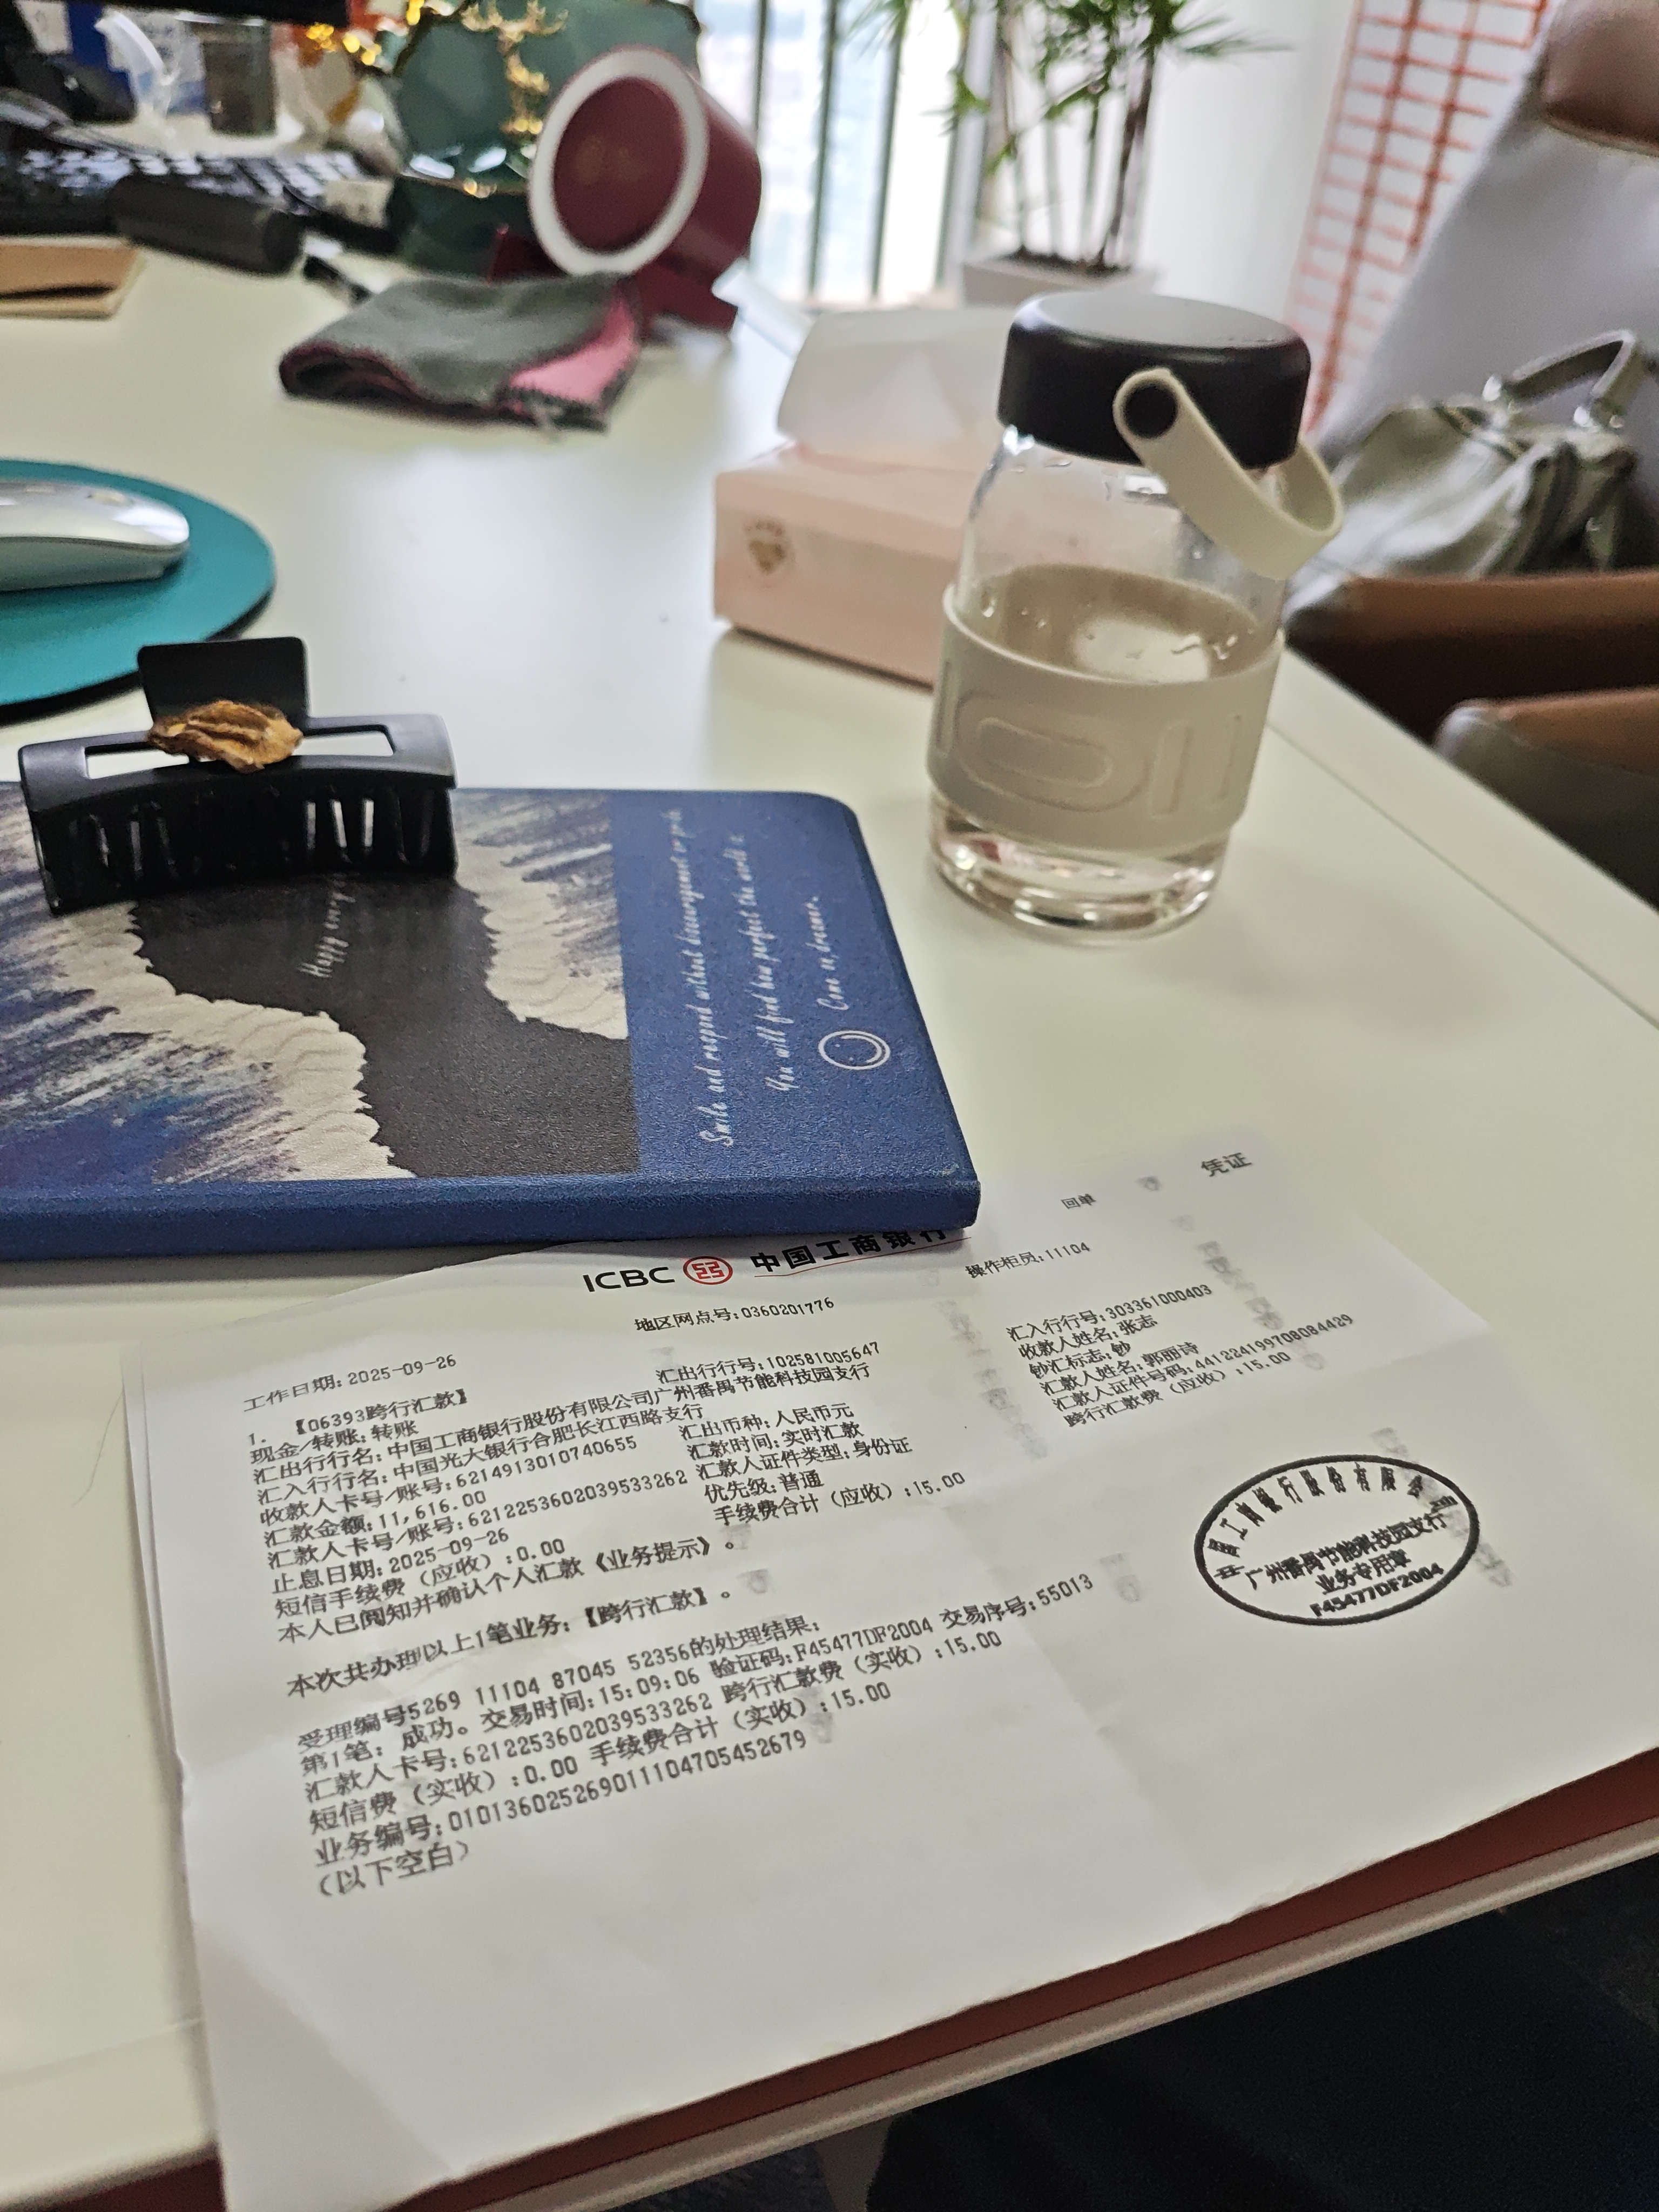 Happy every
Smile and respond without discouragement or
You will find how perfect the world is
Come on, dreamer.
凭证
回单
ICBC 中国工商银行
地区网点号:0360201776 操作柜员:11104
工作日期:2025-09-26
1. 【06393跨行汇款】
现金/转账:转账 汇出行行号:102581005647 汇入行行号:303361000403
汇出行行名:中国工商银行股份有限公司广州番禺节能科技园支行 收款人姓名:张志
汇入行行名:中国光大银行合肥长江西路支行 汇出币种:人民币元 钞汇标志:钞
收款人卡号/账号:6214913010740655 汇款时间:实时汇款 汇款人姓名:郭丽诗
汇款金额:11,616.00 汇款人证件类型:身份证 汇款人证件号码:441224199708084429
汇款人卡号/账号:6212253602039533262 优先级:普通 跨行汇款费(应收):15.00
止息日期:2025-09-26 手续费合计(应收):15.00
短信手续费(应收):0.00
本人已阅知并确认个人汇款《业务提示》。
本次共办理以上1笔业务:【跨行汇款】。
受理编号5269 11104 87045 52356的处理结果:
第1笔: 成功。交易时间:15:09:06 验证码:F45477DF2004 交易序号:55013
汇款人卡号:6212253602039533262 跨行汇款费(实收):15.00
短信费(实收):0.00 手续费合计(实收):15.00
业务编号:010136025269011104705452679
(以下空白)
中国工商银行股份有限公司
广州番禺节能科技园支行
业务专用章
F45477DF2004